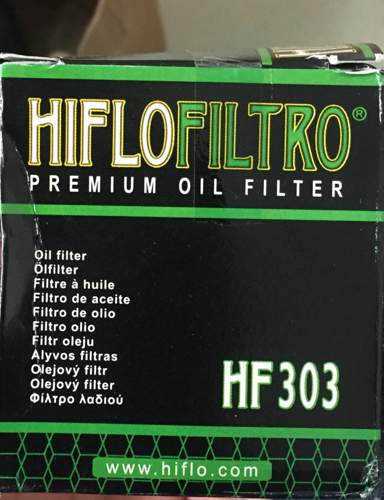 HIFLOFILTRO®
PREMIUM OIL FILTER
Oil filter
Ölfilter
Filtre à huile
Filtro de aceite
Filtro de olio
Filtro olio
Filtr oleju
Alyvos filtras
Olejový filtr
Olejový filter
Φίλτρο λαδιού
HF303
www.hiflo.com